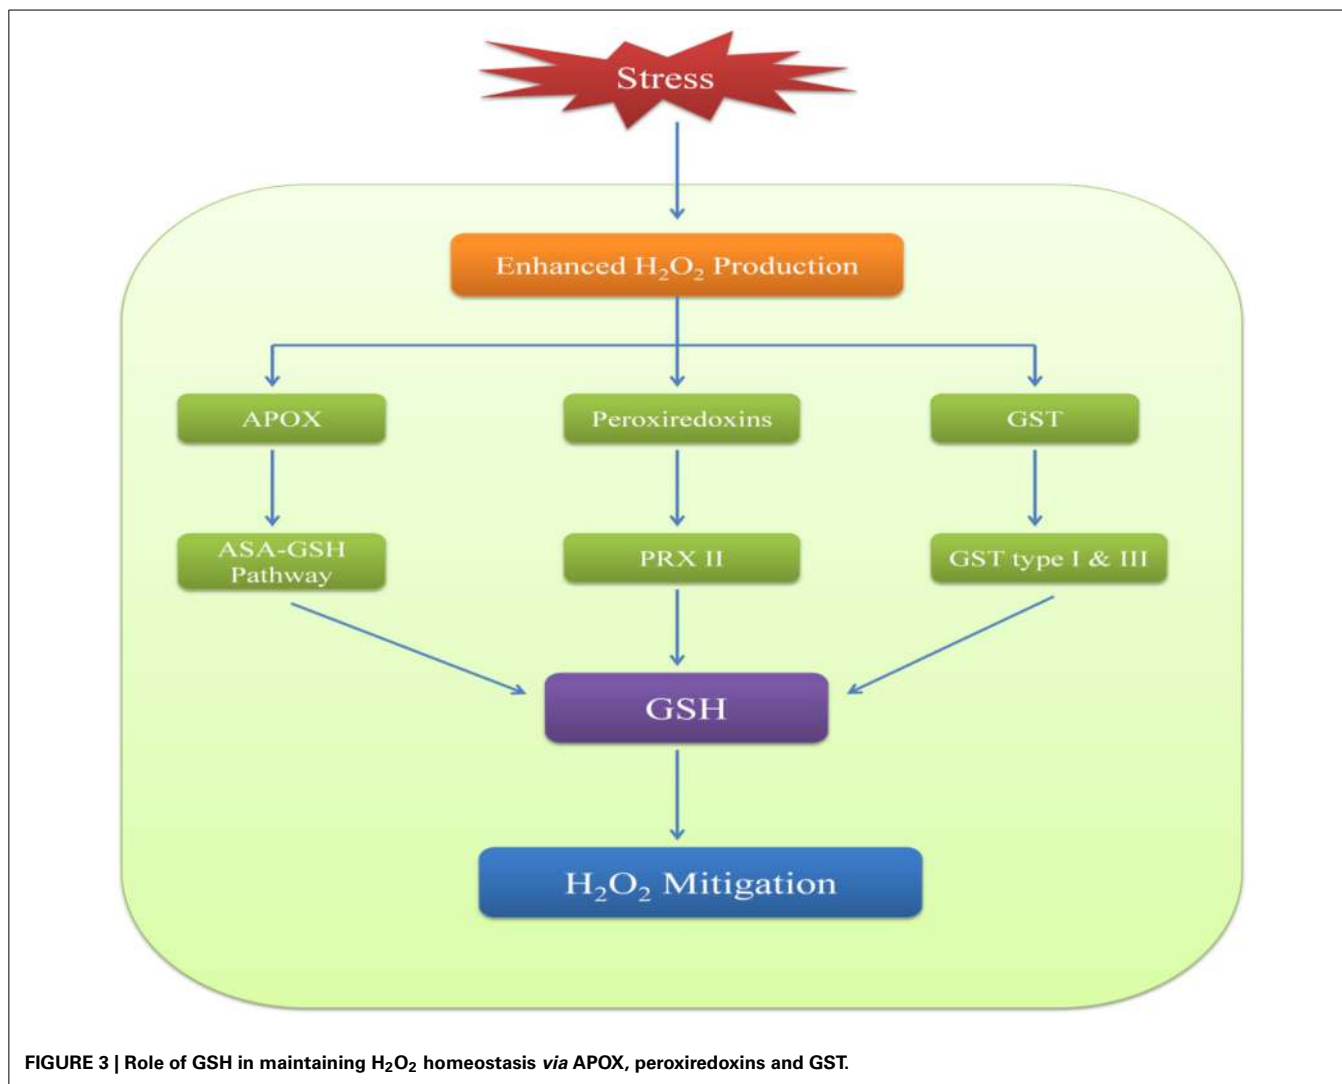 Stress
Enhanced H₂O₂ Production
APOX
Peroxiredoxins
GST
ASA-GSH
Pathway
PRX II
GST type I & III
GSH
H₂O₂ Mitigation
FIGURE 3 | Role of GSH in maintaining H₂O₂ homeostasis via APOX, peroxiredoxins and GST.